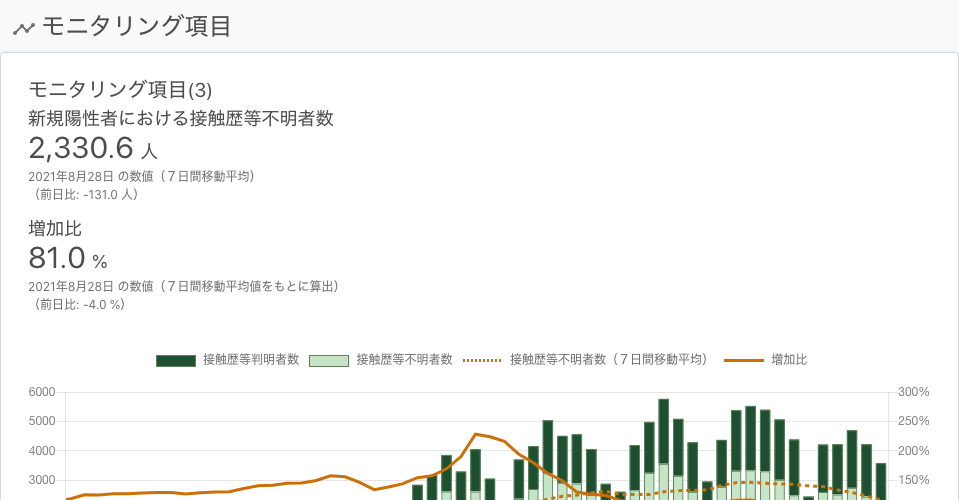 モニタリング項目
モニタリング項目(3)
新規陽性者における接触歴等不明者数
2,330.6 人
2021年8月28日 の数値（７日間移動平均）
（前日比: -131.0 人）
増加比
81.0 %
2021年8月28日 の数値（７日間移動平均値をもとに算出）
（前日比: -4.0 %）
接触歴等判明者数 接触歴等不明者数 接触歴等不明者数（７日間移動平均） 増加比
6000 300%
5000 250%
4000 200%
3000 150%